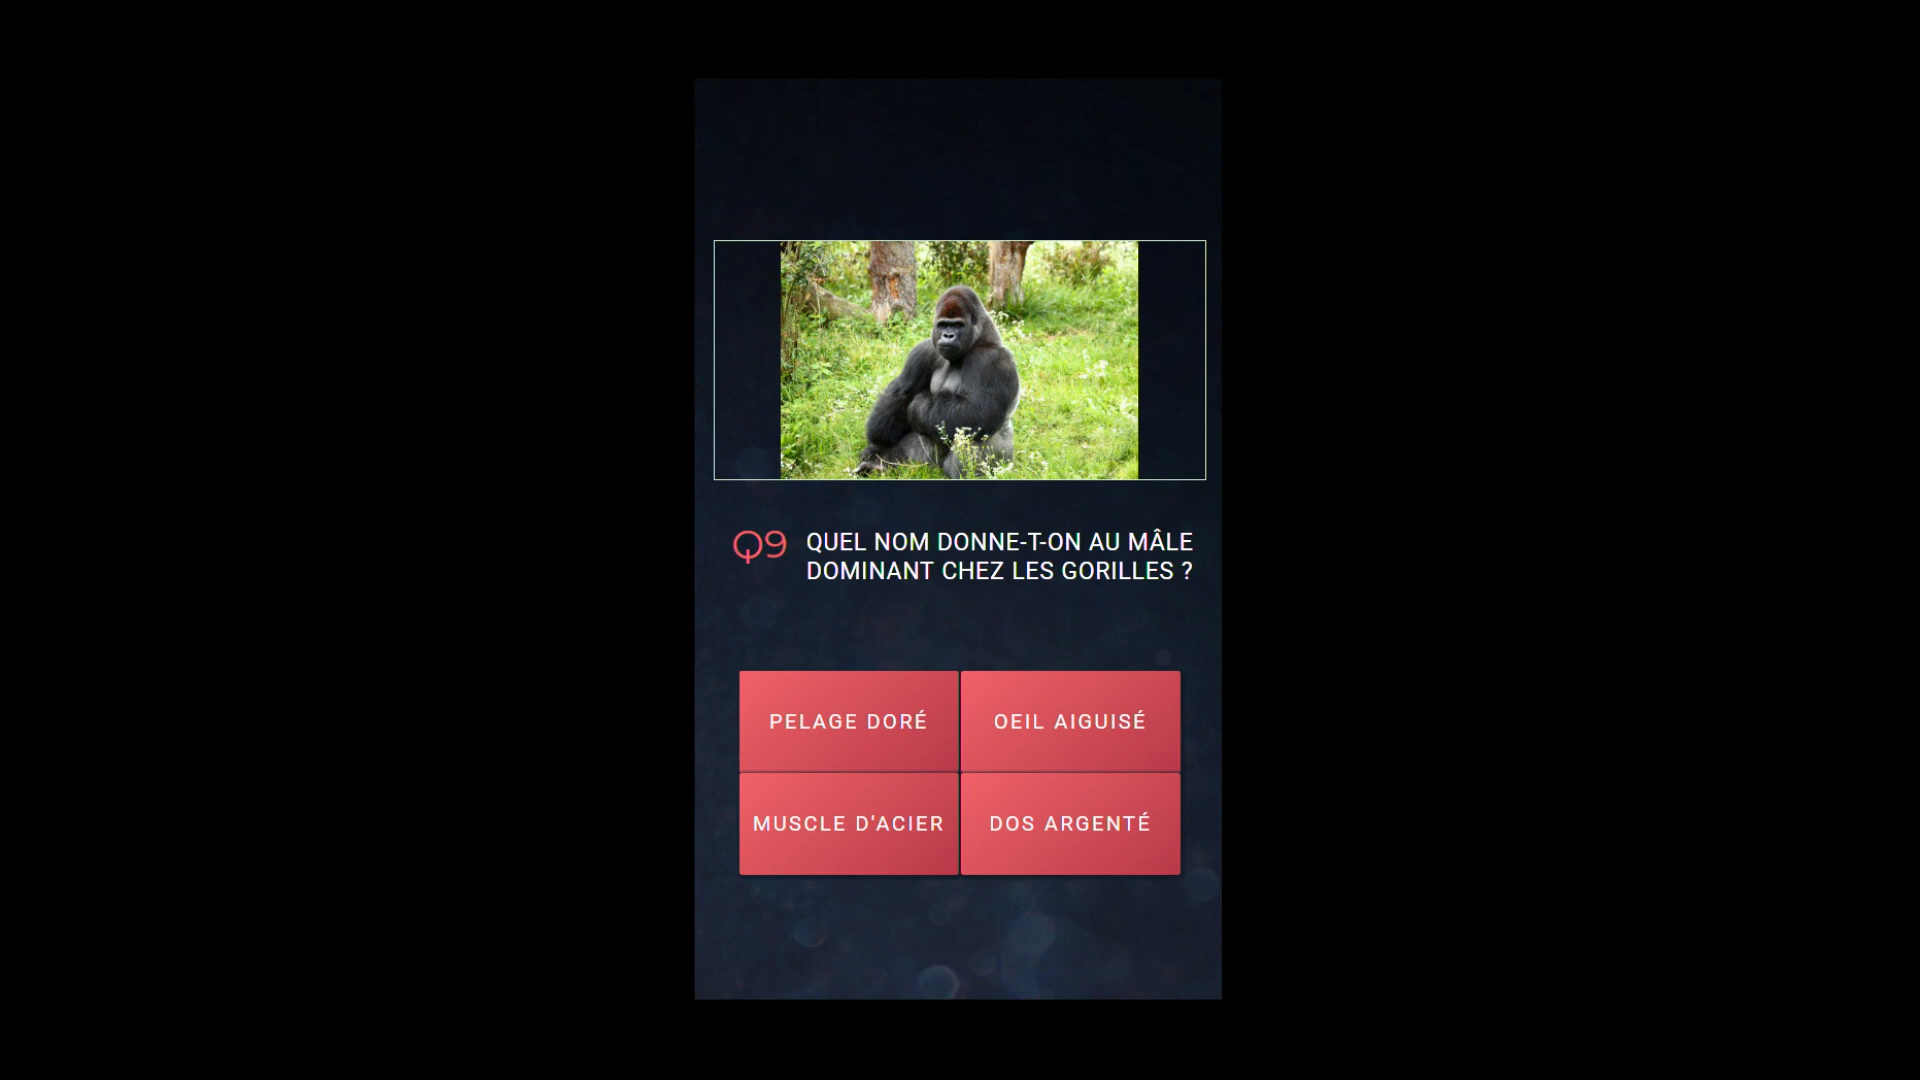 Q9 QUEL NOM DONNE-T-ON AU MÂLE
DOMINANT CHEZ LES GORILLES ?
PELAGE DORÉ
OEIL AIGUISÉ
MUSCLE D'ACIER
DOS ARGENTÉ